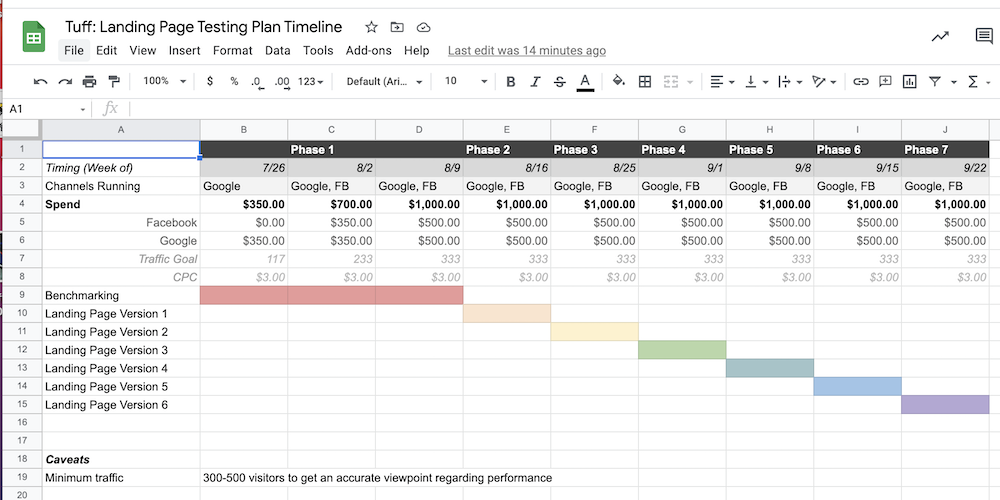 Tuff: Landing Page Testing Plan Timeline
File Edit View Insert Format Data Tools Add-ons Help Last edit was 14 minutes ago
100% $ % .0 .00 123 Default (Ari... 10 B I S A
A1 fx
A B C D E F G H I J
1 Phase 1 Phase 2 Phase 3 Phase 4 Phase 5 Phase 6 Phase 7
2 Timing (Week of) 7/26 8/2 8/9 8/16 8/25 9/1 9/8 9/15 9/22
3 Channels Running Google Google, FB Google, FB Google, FB Google, FB Google, FB Google, FB Google, FB Google, FB
4 Spend $350.00 $700.00 $1,000.00 $1,000.00 $1,000.00 $1,000.00 $1,000.00 $1,000.00 $1,000.00
5 Facebook $0.00 $350.00 $500.00 $500.00 $500.00 $500.00 $500.00 $500.00 $500.00
6 Google $350.00 $350.00 $500.00 $500.00 $500.00 $500.00 $500.00 $500.00 $500.00
7 Traffic Goal 117 233 333 333 333 333 333 333 333
8 CPC $3.00 $3.00 $3.00 $3.00 $3.00 $3.00 $3.00 $3.00 $3.00
9 Benchmarking
10 Landing Page Version 1
11 Landing Page Version 2
12 Landing Page Version 3
13 Landing Page Version 4
14 Landing Page Version 5
15 Landing Page Version 6
16
17
18 Caveats
19 Minimum traffic 300-500 visitors to get an accurate viewpoint regarding performance
20